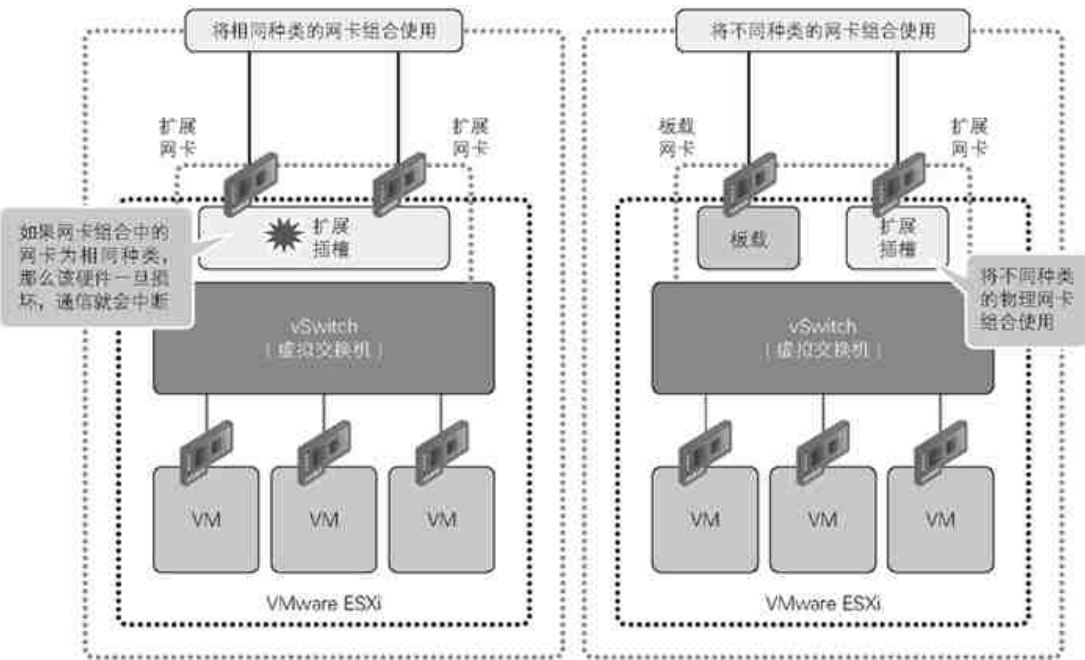 将相同种类的网卡组合使用
扩展
网卡
扩展
网卡
如果网卡组合中的
网卡为相同种类，
那么该硬件一旦损
坏，通信就会中断
扩展
插槽
vSwitch
（虚拟交换机）
VM
VM
VM
VMware ESXi
将不同种类的网卡组合使用
板载
网卡
扩展
网卡
板载
扩展
插槽
将不同种类
的物理网卡
组合使用
vSwitch
（虚拟交换机）
VM
VM
VM
VMware ESXi